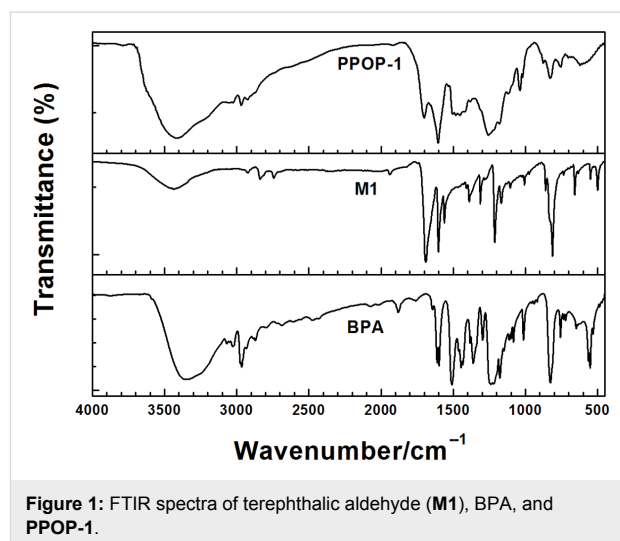 Transmittance (%)
PPOP-1
M1
BPA
4000 3500 3000 2500 2000 1500 1000 500
Wavenumber/cm⁻¹
Figure 1: FTIR spectra of terephthalic aldehyde (M1), BPA, and
PPOP-1.